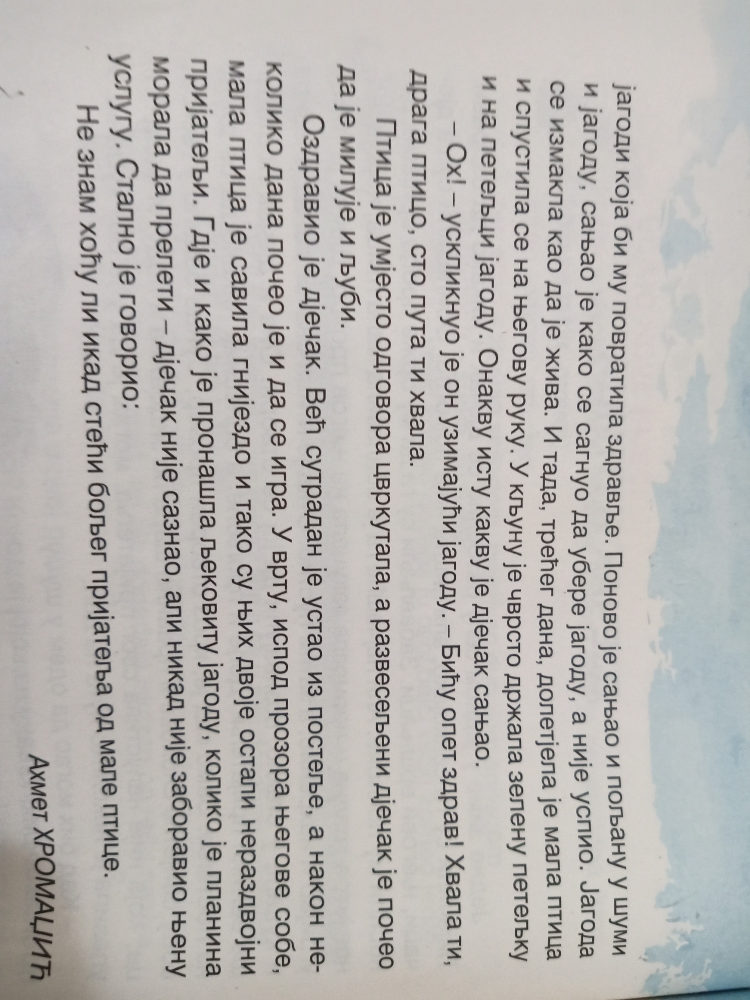 јагоди која би му повратила здравље. Поново је сањао и пољану у шуми
и јагоду, сањао је како се сагнуо да убере јагоду, а није успио. Јагода
се измакла као да је жива. И тада, трећег дана, долетјела је мала птица
и спустила се на његову руку. У кљуну је чврсто држала зелену петељку
и на петељци јагоду. Онакву исту какву је дјечак сањао.
– Ох! – ускликнуо је он узимајући јагоду. – Бићу опет здрав! Хвала ти,
драга птицо, сто пута ти хвала.
Птица је умјесто одговора цвркутала, а развесељени дјечак је почео
да је милује и љуби.
Оздравио је дјечак. Већ сутрадан је устао из постеље, а након не-
колико дана почео је и да се игра. У врту, испод прозора његове собе,
мала птица је савила гнијездо и тако су њих двоје остали нераздвојни
пријатељи. Гдје и како је пронашла љековиту јагоду, колико је планина
морала да прелети – дјечак није сазнао, али никад није заборавио њену
услугу. Стално је говорио:
Не знам хоћу ли икад стећи бољег пријатеља од мале птице.
Ахмет ХРОМАЏИЋ